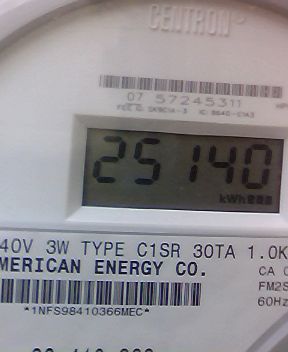 CENTRON®
07 57245311
25140
kWh
40V 3W TYPE C1SR 30TA 1.0K
MERICAN ENERGY CO.
CA 0
FM2S
60Hz
*1NFS98410366MEC*